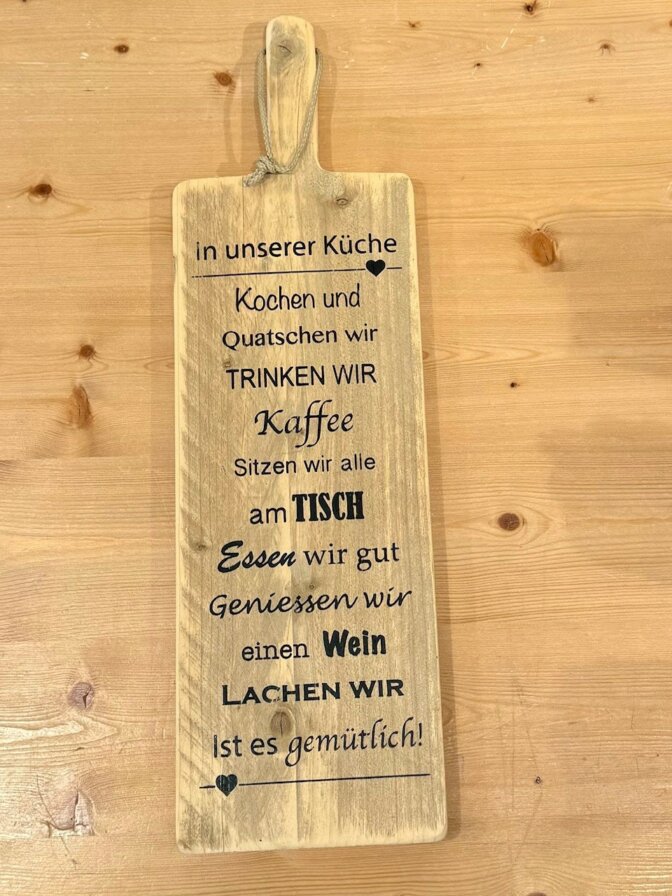 in unserer Küche
Kochen und
Quatschen wir
TRINKEN WIR
Kaffee
Sitzen wir alle
am TISCH
Essen wir gut
Geniessen wir
einen Wein
LACHEN WIR
ist es gemütlich!